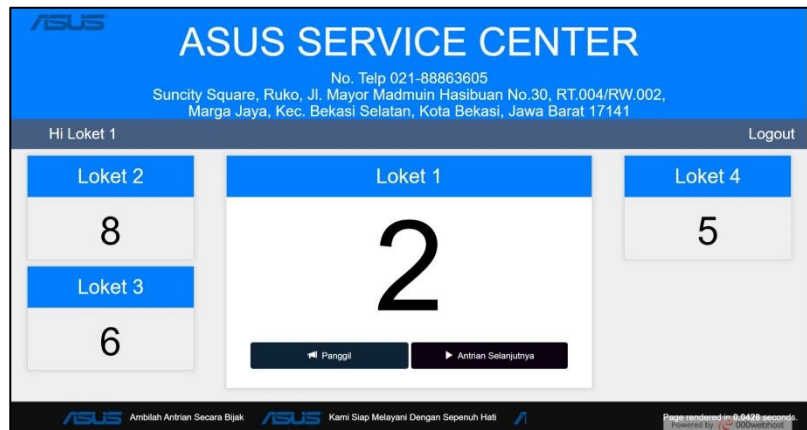 ASUS
ASUS SERVICE CENTER
No. Telp 021-88863605
Suncity Square, Ruko, Jl. Mayor Madmuin Hasibuan No.30, RT.004/RW.002,
Marga Jaya, Kec. Bekasi Selatan, Kota Bekasi, Jawa Barat 17141
Hi Loket 1
Logout
Loket 2
8
Loket 3
6
Loket 1
2
Panggil
Antrian Selanjutnya
Loket 4
5
ASUS Ambilah Antrian Secara Bijak ASUS Kami Siap Melayani Dengan Sepenuh Hati
Page rendered in 0.0428 seconds.
Powered by 000webhost